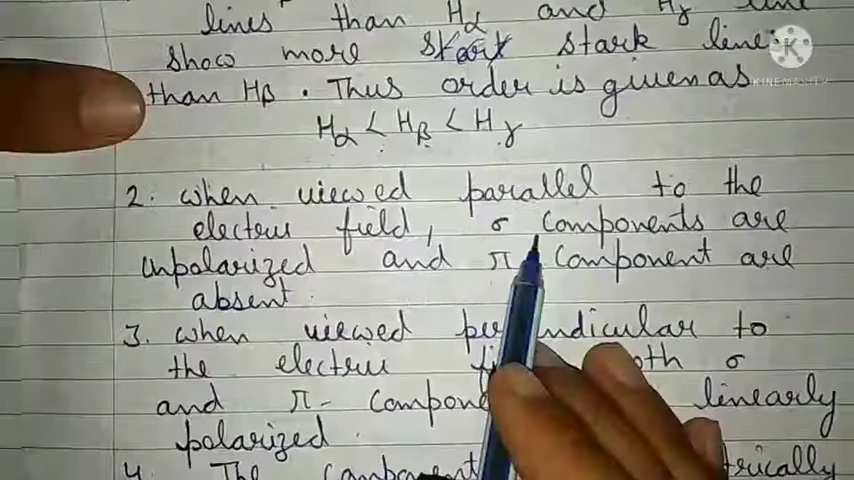 lines than Hα and Hγ line
show more stark lines
than Hβ. Thus order is given as
Hα < Hβ < Hγ
2. when viewed parallel to the
electric field, σ components are
unpolarized and π component are
absent.
3. when viewed to
the electric σ
and π- linearly
polarized.
4. The
K
KINEMASTER